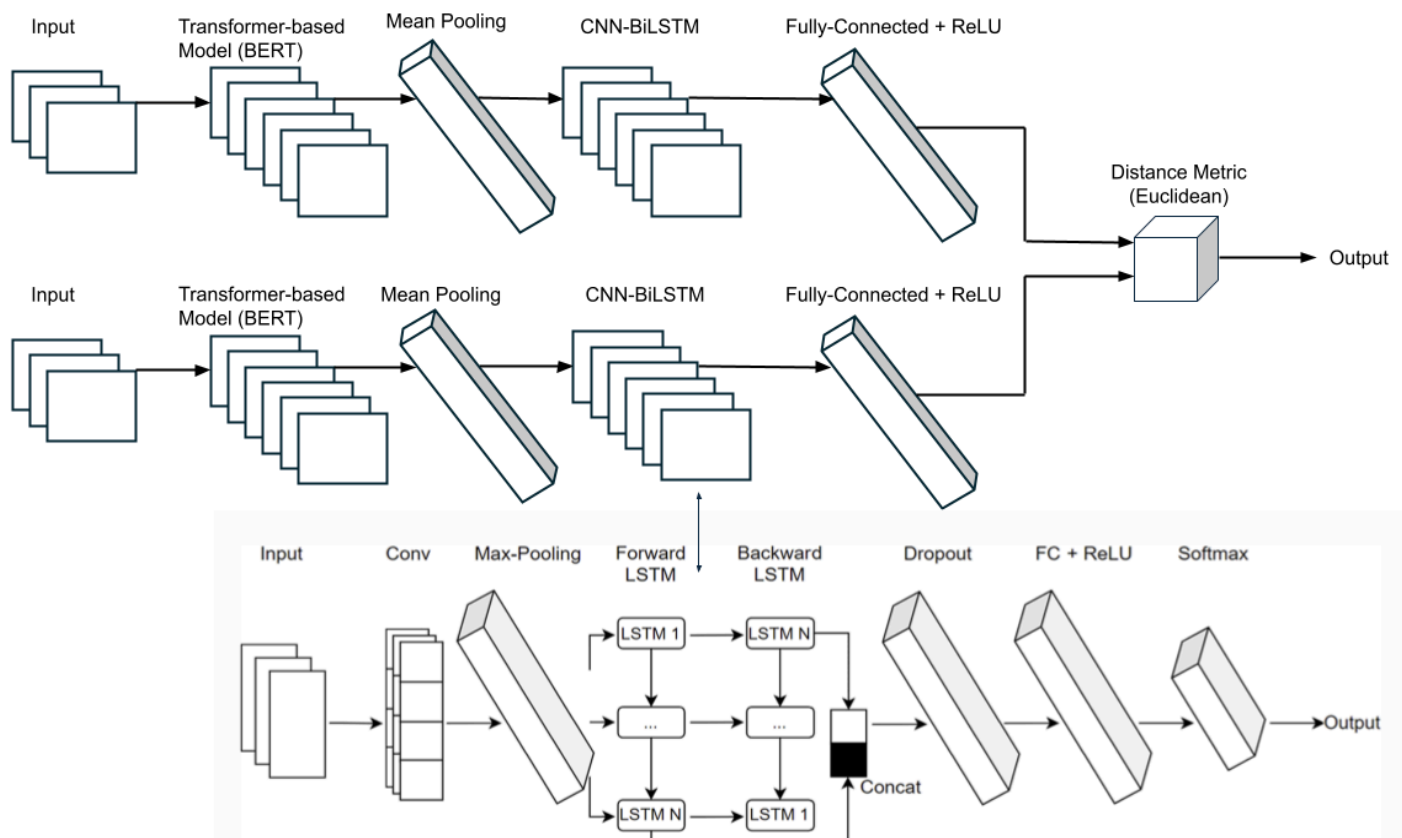 Input
Transformer-based
Model (BERT)
Mean Pooling
CNN-BiLSTM
Fully-Connected + ReLU
Distance Metric
(Euclidean)
Output
Input
Transformer-based
Model (BERT)
Mean Pooling
CNN-BiLSTM
Fully-Connected + ReLU
Input
Conv
Max-Pooling
Forward
LSTM
Backward
LSTM
Dropout
FC + ReLU
Softmax
LSTM 1
LSTM N
...
...
Output
Concat
LSTM N
LSTM 1